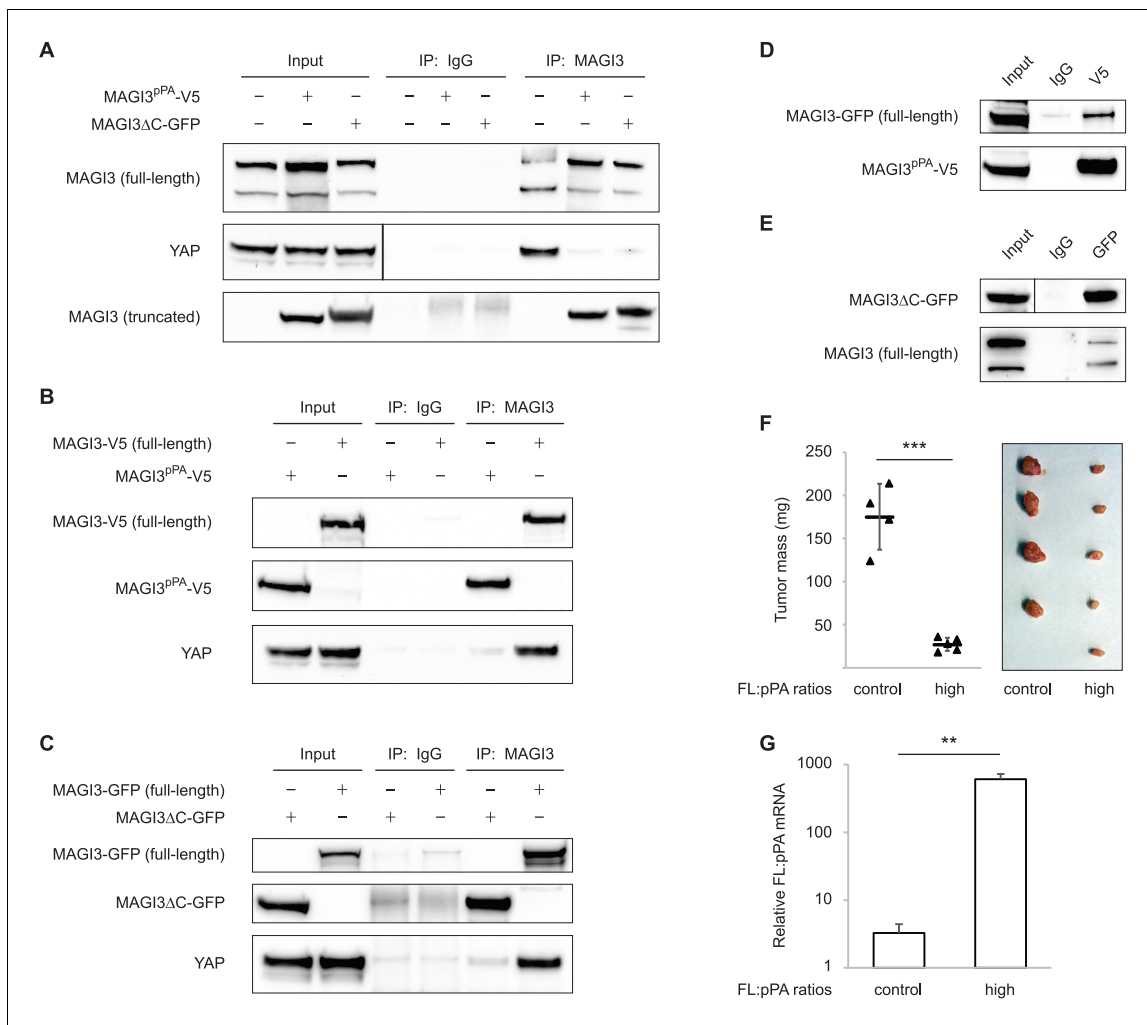 A
Input IP: IgG IP: MAGI3
MAGI3pPA-V5 – + – – + – – + –
MAGI3ΔC-GFP – – + – – + – – +
MAGI3 (full-length)
YAP
MAGI3 (truncated)
B
Input IP: IgG IP: MAGI3
MAGI3-V5 (full-length) – + – + – +
MAGI3pPA-V5 + – + – + –
MAGI3-V5 (full-length)
MAGI3pPA-V5
YAP
C
Input IP: IgG IP: MAGI3
MAGI3-GFP (full-length) – + – + – +
MAGI3ΔC-GFP + – + – + –
MAGI3-GFP (full-length)
MAGI3ΔC-GFP
YAP
D
Input IgG V5
MAGI3-GFP (full-length)
MAGI3pPA-V5
E
Input IgG GFP
MAGI3ΔC-GFP
MAGI3 (full-length)
F
***
250
200
150
100
50
0
Tumor mass (mg)
FL:pPA ratios control high control high
G
**
1000
100
10
1
Relative FL:pPA mRNA
FL:pPA ratios control high